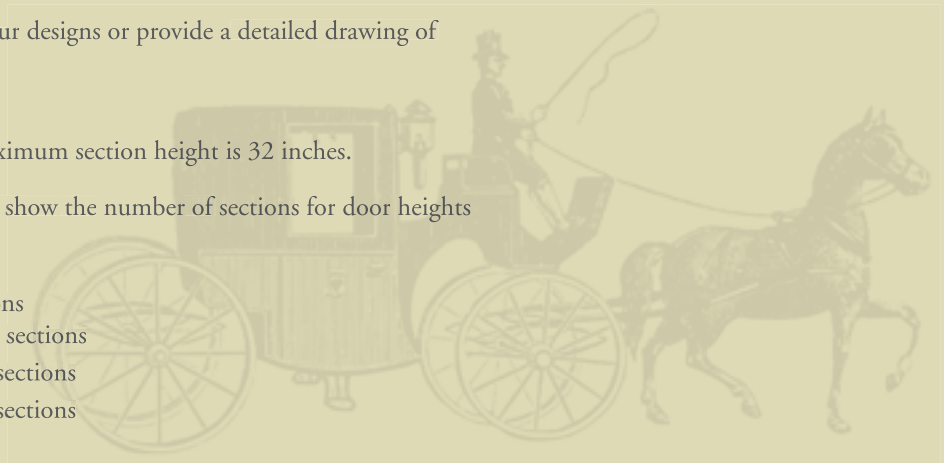 ur designs or provide a detailed drawing of
ximum section height is 32 inches.
show the number of sections for door heights
ns
sections
sections
sections